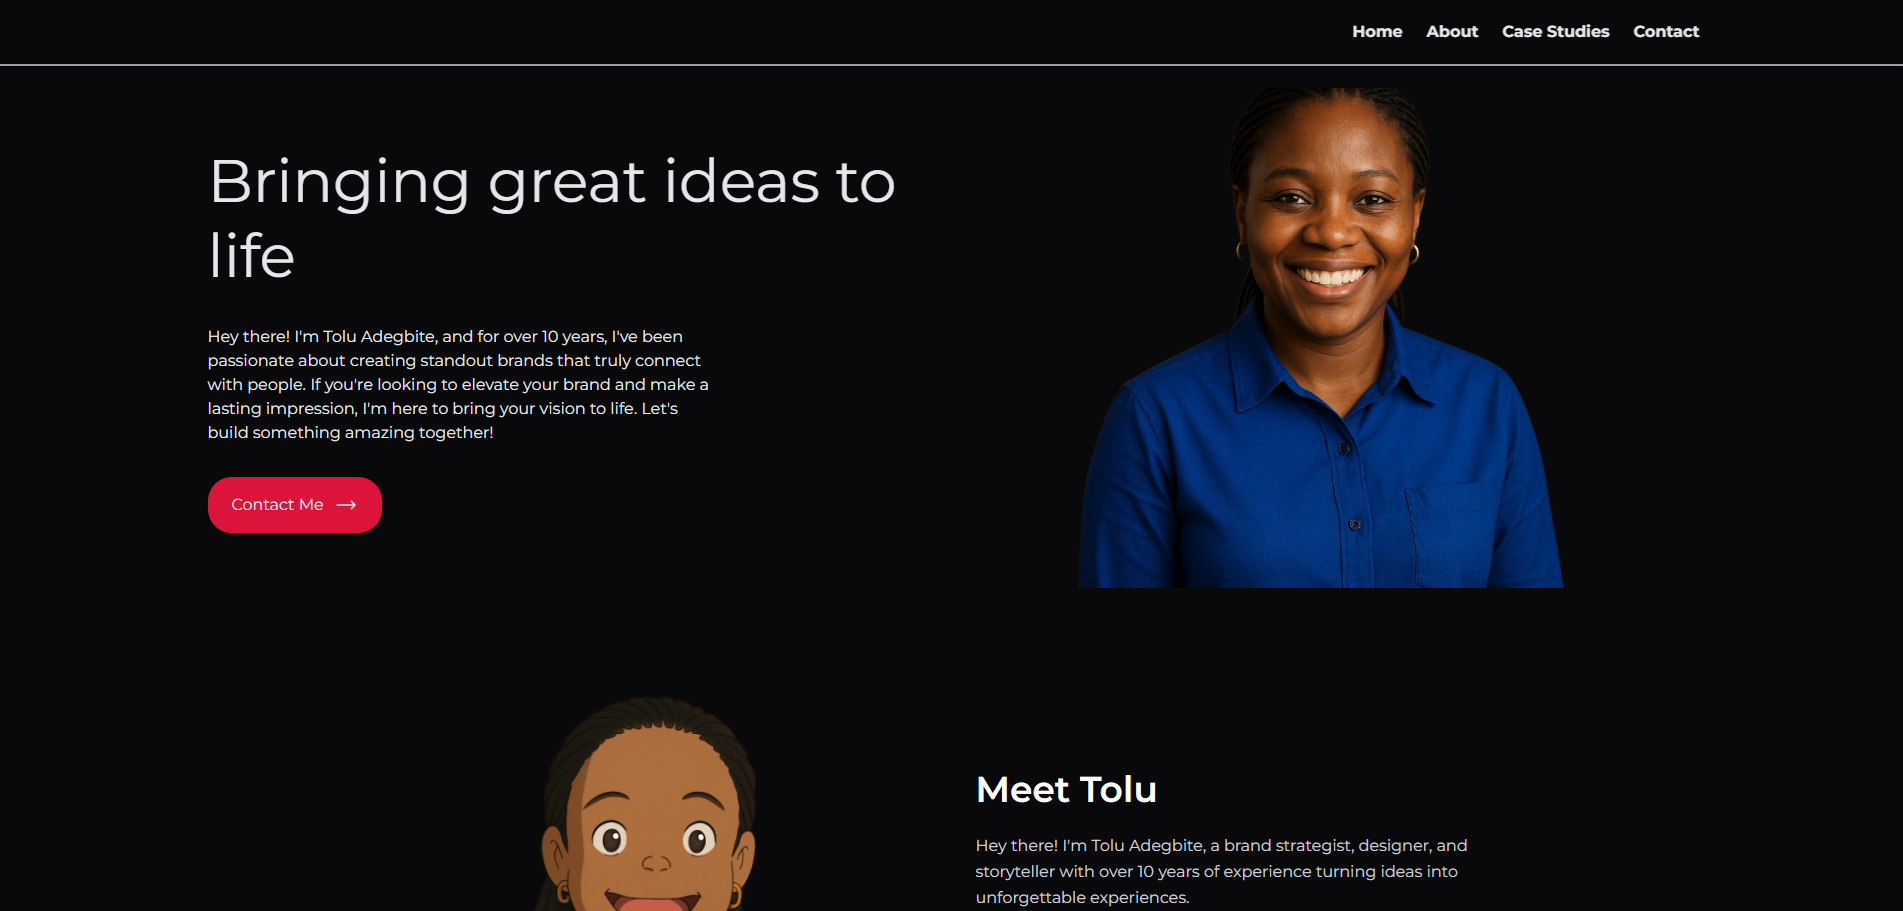 Home About Case Studies Contact
Bringing great ideas to
life
Hey there! I'm Tolu Adegbite, and for over 10 years, I've been
passionate about creating standout brands that truly connect
with people. If you're looking to elevate your brand and make a
lasting impression, I'm here to bring your vision to life. Let's
build something amazing together!
Contact Me
Meet Tolu
Hey there! I'm Tolu Adegbite, a brand strategist, designer, and
storyteller with over 10 years of experience turning ideas into
unforgettable experiences.